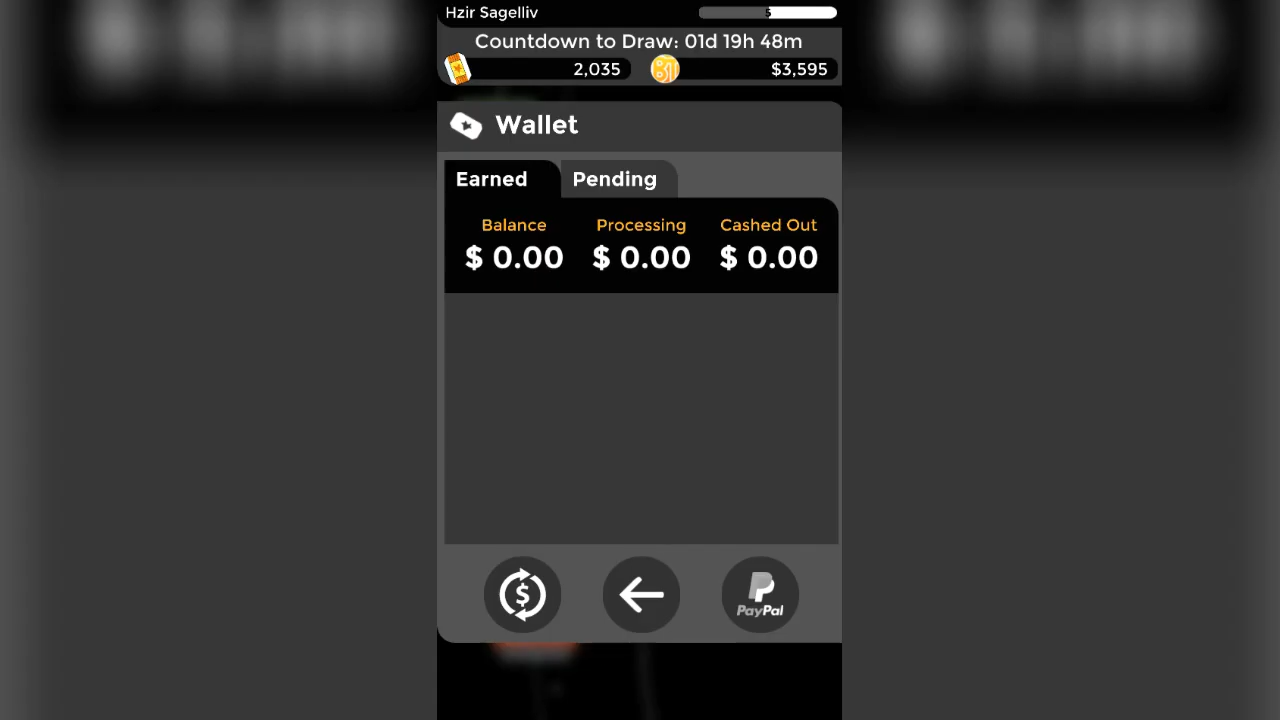 Hzir Sagelliv
5
Countdown to Draw: 01d 19h 48m
2,035 $3,595
Wallet
Earned Pending
Balance Processing Cashed Out
$ 0.00 $ 0.00 $ 0.00
$ PayPal